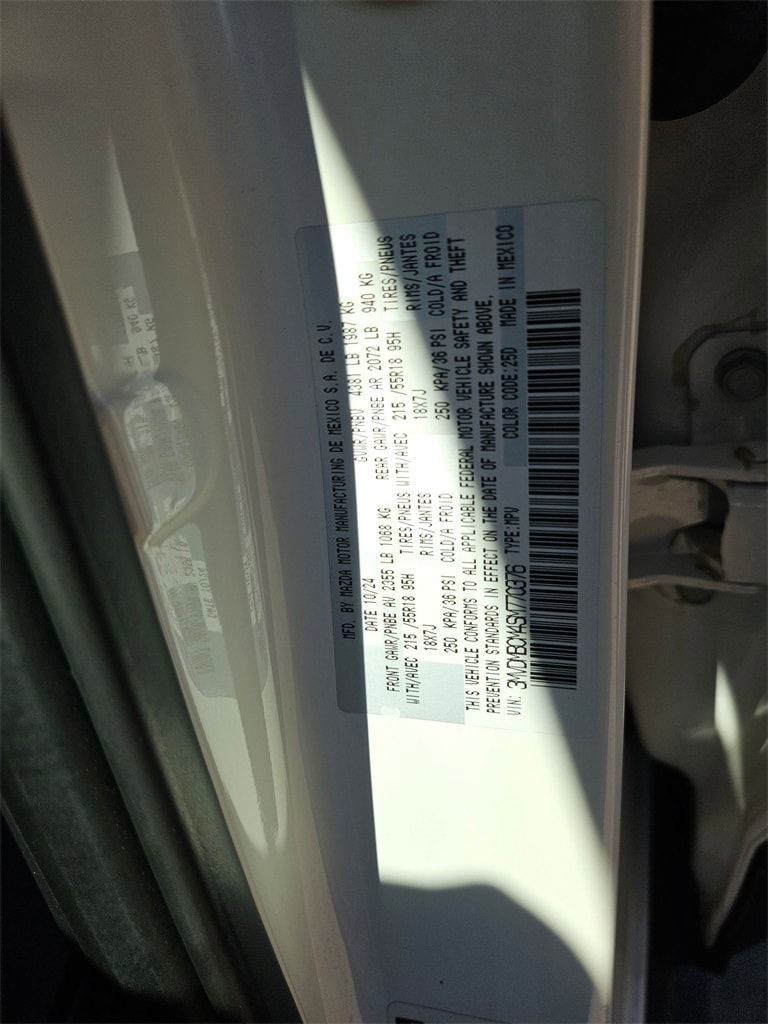 MFD. BY MAZDA MOTOR MANUFACTURING DE MEXICO S.A. DE C.V.
DATE 10/24 GVWR/PNBV 4381 LB 1987 KG
FRONT GAWR/PNBE AV 2355 LB 1068 KG REAR GAWR/PNBE AR 2072 LB 940 KG
WITH/AVEC 215 /55R18 95H TIRES/PNEUS WITH/AVEC 215 /55R18 95H TIRES/PNEUS
18X7J RIMS/JANTES 18X7J RIMS/JANTES
250 KPA/36 PSI COLD/A FROID 250 KPA/36 PSI COLD/A FROID
THIS VEHICLE CONFORMS TO ALL APPLICABLE FEDERAL MOTOR VEHICLE SAFETY AND THEFT
PREVENTION STANDARDS IN EFFECT ON THE DATE OF MANUFACTURE SHOWN ABOVE.
VIN: TYPE:MPV COLOR CODE:25D MADE IN MEXICO